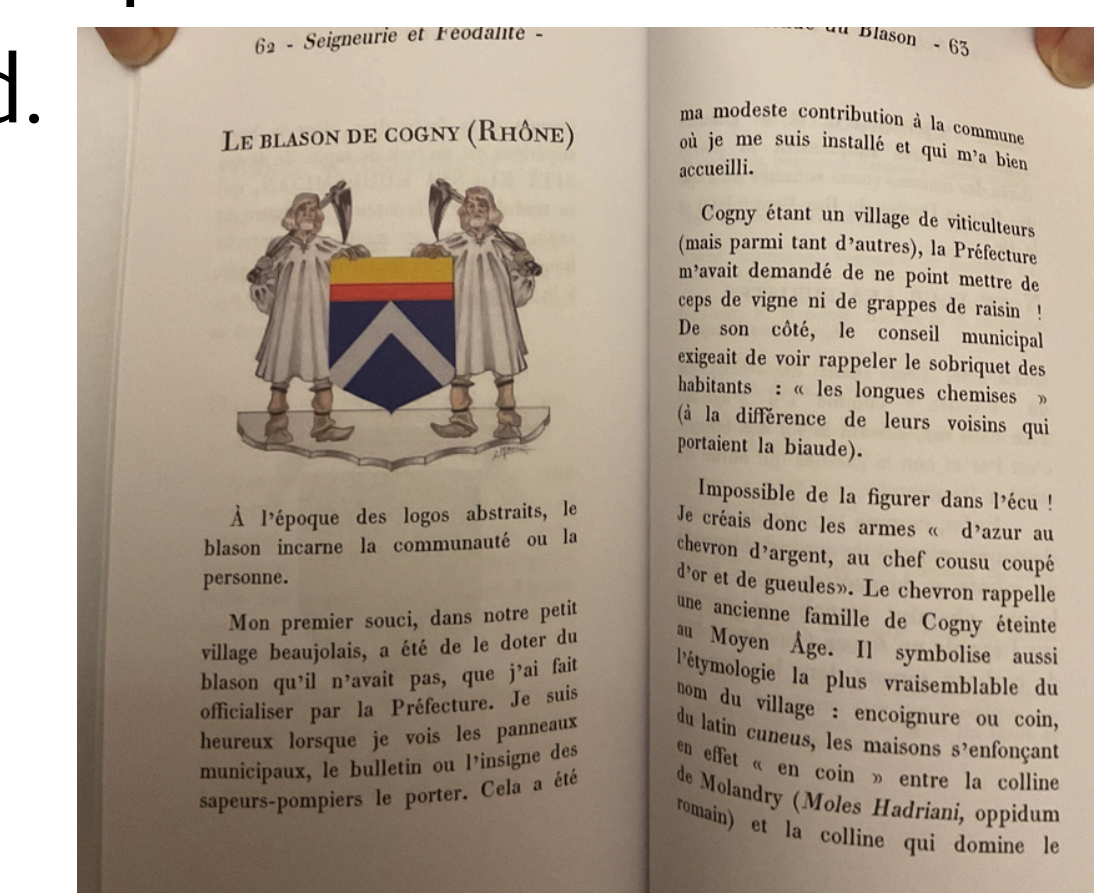 d.
62 - Seigneurie et Féodalité -
LE BLASON DE COGNY (RHÔNE)
À l'époque des logos abstraits, le
blason incarne la communauté ou la
personne.
Mon premier souci, dans notre petit
village beaujolais, a été de le doter du
blason qu'il n'avait pas, que j'ai fait
officialiser par la Préfecture. Je suis
heureux lorsque je vois les panneaux
municipaux, le bulletin ou l'insigne des
sapeurs-pompiers le porter. Cela a été
du Blason - 63
ma modeste contribution à la commune
où je me suis installé et qui m'a bien
accueilli.
Cogny étant un village de viticulteurs
(mais parmi tant d'autres), la Préfecture
m'avait demandé de ne point mettre de
ceps de vigne ni de grappes de raisin !
De son côté, le conseil municipal
exigeait de voir rappeler le sobriquet des
habitants : « les longues chemises »
(à la différence de leurs voisins qui
portaient la biaude).
Impossible de la figurer dans l'écu !
Je créais donc les armes « d'azur au
chevron d'argent, au chef cousu coupé
d'or et de gueules». Le chevron rappelle
une ancienne famille de Cogny éteinte
au Moyen Âge. Il symbolise aussi
l'étymologie la plus vraisemblable du
nom du village : encoignure ou coin,
du latin cuneus, les maisons s'enfonçant
en effet « en coin » entre la colline
de Molandry (Moles Hadriani, oppidum
romain) et la colline qui domine le